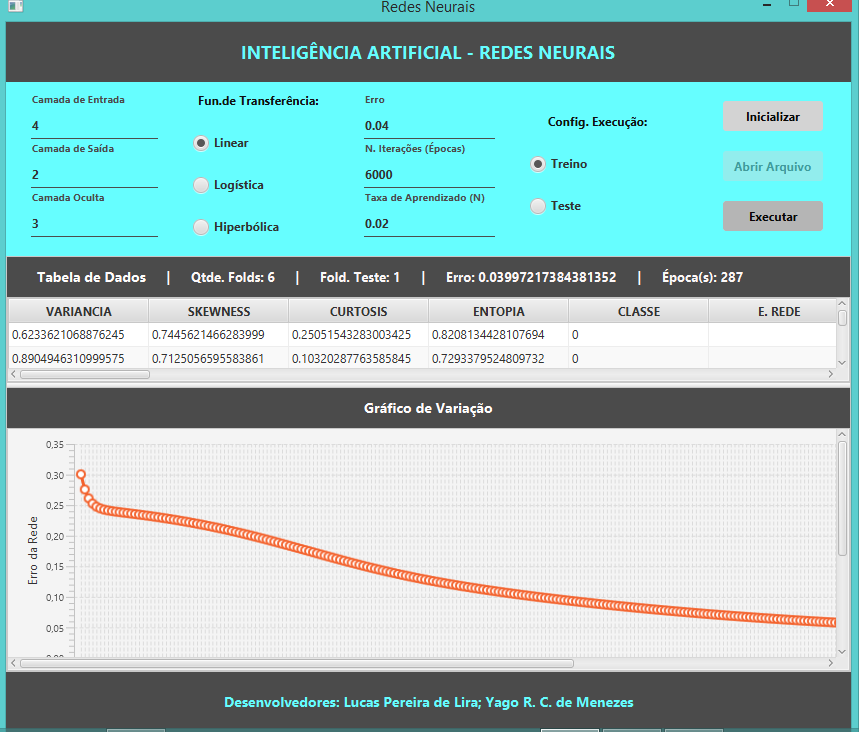 Redes Neurais
INTELIGÊNCIA ARTIFICIAL - REDES NEURAIS
Camada de Entrada
4
Camada de Saída
2
Camada Oculta
3
Fun.de Transferência:
Linear
Logística
Hiperbólica
Erro
0.04
N. Iterações (Épocas)
6000
Taxa de Aprendizado (N)
0.02
Config. Execução:
Treino
Teste
Inicializar
Abrir Arquivo
Executar
Tabela de Dados | Qtde. Folds: 6 | Fold. Teste: 1 | Erro: 0.03997217384381352 | Época(s): 287
VARIANCIA SKEWNESS CURTOSIS ENTOPIA CLASSE E. REDE
0.6233621068876245 0.7445621466283999 0.25051543283003425 0.8208134428107694 0
0.8904946310999575 0.7125056595583861 0.10320287763585845 0.7293379524809732 0
Gráfico de Variação
Erro da Rede
0,35
0,30
0,25
0,20
0,15
0,10
0,05
Desenvolvedores: Lucas Pereira de Lira; Yago R. C. de Menezes